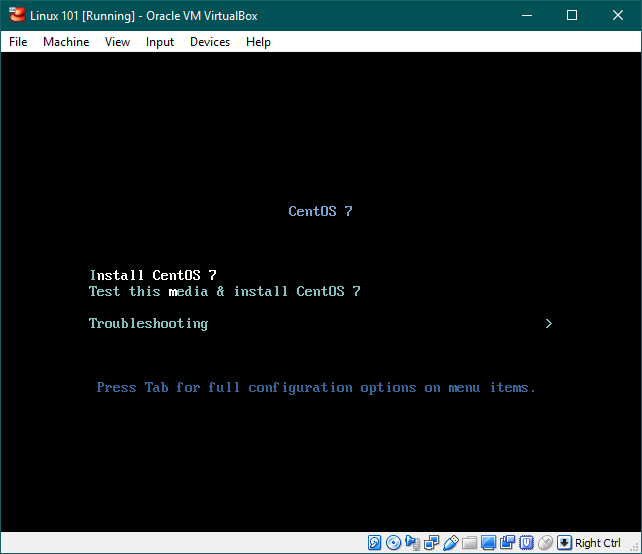 Linux 101 [Running] - Oracle VM VirtualBox
File Machine View Input Devices Help
CentOS 7
Install CentOS 7
Test this media & install CentOS 7
Troubleshooting >
Press Tab for full configuration options on menu items.
Right Ctrl